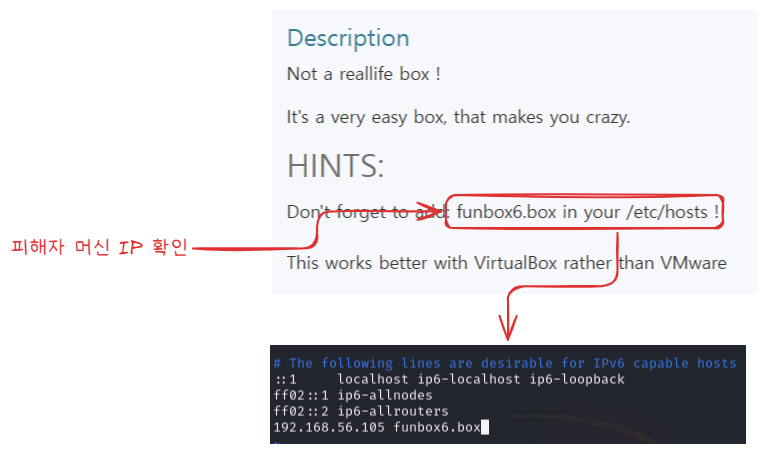 Description
Not a reallife box !
It's a very easy box, that makes you crazy.
HINTS:
Don't forget to add: funbox6.box in your /etc/hosts !
피해자 머신 IP 확인
This works better with VirtualBox rather than VMware
# The following lines are desirable for IPv6 capable hosts
::1     localhost ip6-localhost ip6-loopback
ff02::1 ip6-allnodes
ff02::2 ip6-allrouters
192.168.56.105 funbox6.box